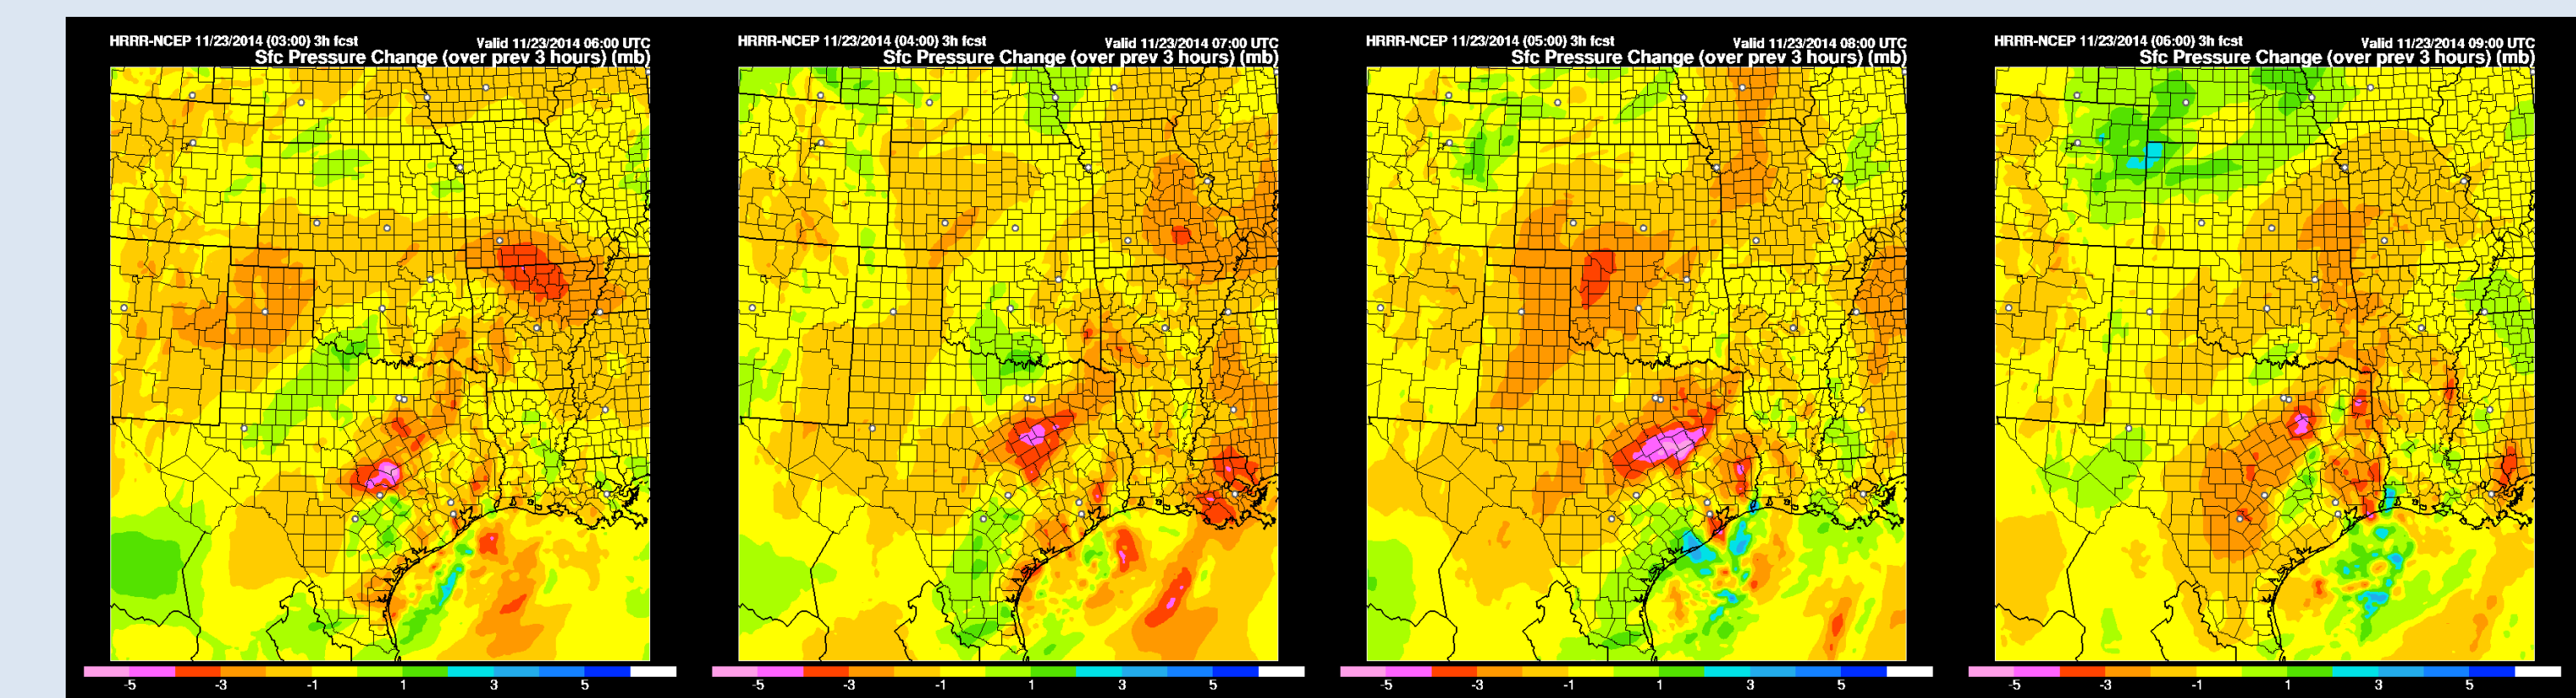 HRRR-NCEP 11/23/2014 (03:00) 3h fcst Valid 11/23/2014 06:00 UTC
Sfc Pressure Change (over prev 3 hours) (mb)
-5 -3 -1 1 3 5
HRRR-NCEP 11/23/2014 (04:00) 3h fcst Valid 11/23/2014 07:00 UTC
Sfc Pressure Change (over prev 3 hours) (mb)
-5 -3 -1 1 3 5
HRRR-NCEP 11/23/2014 (05:00) 3h fcst Valid 11/23/2014 08:00 UTC
Sfc Pressure Change (over prev 3 hours) (mb)
-5 -3 -1 1 3 5
HRRR-NCEP 11/23/2014 (06:00) 3h fcst Valid 11/23/2014 09:00 UTC
Sfc Pressure Change (over prev 3 hours) (mb)
-5 -3 -1 1 3 5